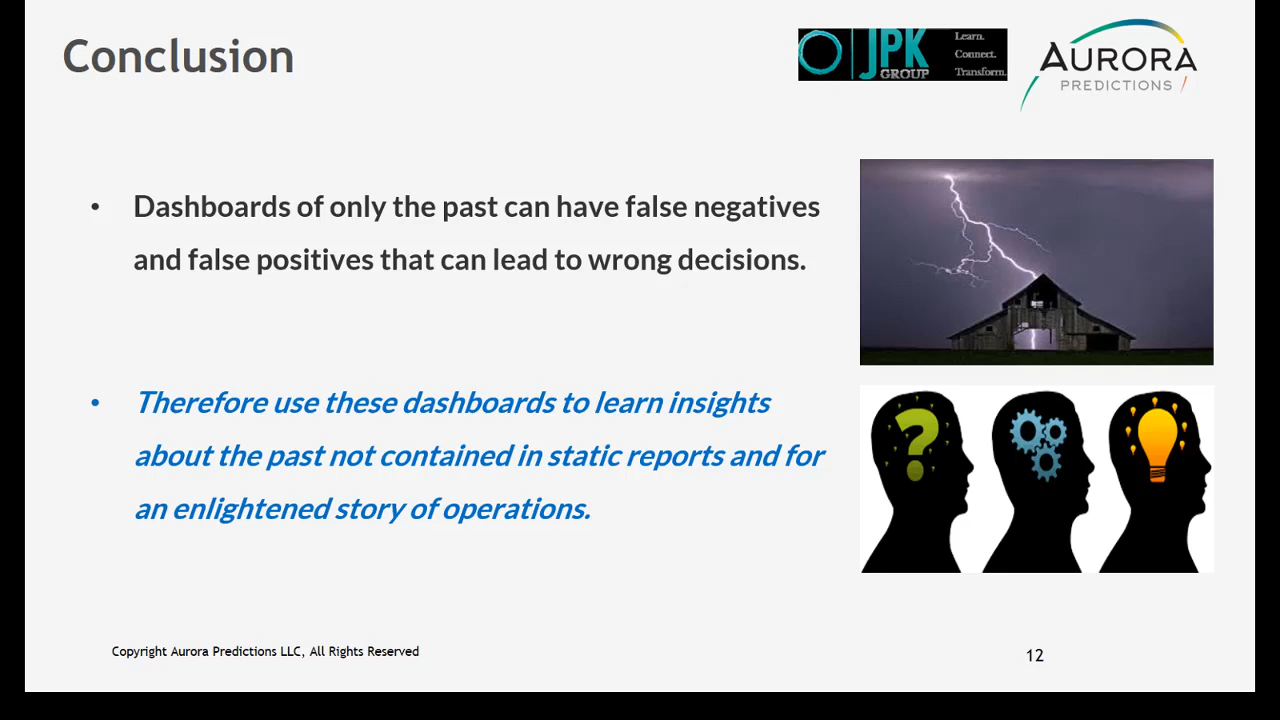 Conclusion
JPK
GROUP
Learn.
Connect.
Transform.
AURORA
PREDICTIONS
• Dashboards of only the past can have false negatives
and false positives that can lead to wrong decisions.
• Therefore use these dashboards to learn insights
about the past not contained in static reports and for
an enlightened story of operations.
?
Copyright Aurora Predictions LLC, All Rights Reserved
12